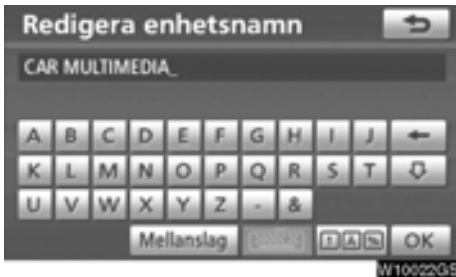 Redigera enhetsnamn
CAR MULTIMEDIA_
A B C D E F G H I J
K L M N O P Q R S T
U V W X Y Z - &
Mellanslag OK
W10022GS